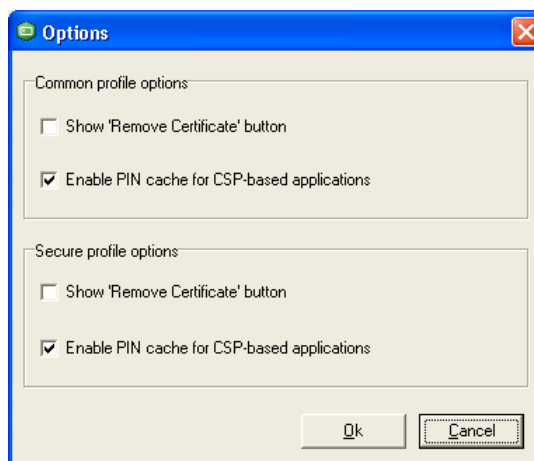 Options
Common profile options
Show 'Remove Certificate' button
Enable PIN cache for CSP-based applications
Secure profile options
Show 'Remove Certificate' button
Enable PIN cache for CSP-based applications
Ok Cancel